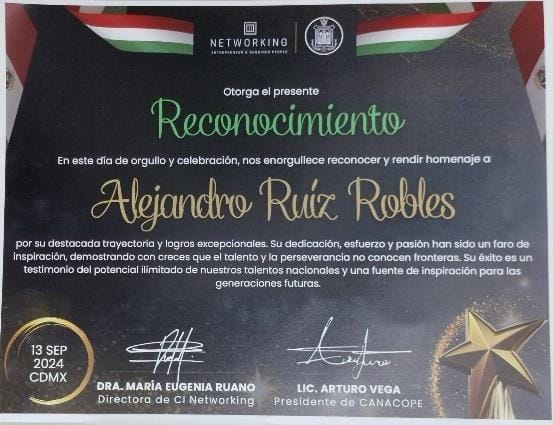 NETWORKING
ENTREPRENEUR & BUSINESS PEOPLE
Otorga el presente
Reconocimiento
En este día de orgullo y celebración, nos enorgullece reconocer y rendir homenaje a
Alejandro Ruíz Robles
por su destacada trayectoria y logros excepcionales. Su dedicación, esfuerzo y pasión han sido un faro de
inspiración, demostrando con creces que el talento y la perseverancia no conocen fronteras. Su éxito es un
testimonio del potencial ilimitado de nuestros talentos nacionales y una fuente de inspiración para las
generaciones futuras.
13 SEP
2024
CDMX
DRA. MARÍA EUGENIA RUANO
Directora de CI Networking
LIC. ARTURO VEGA
Presidente de CANACOPE